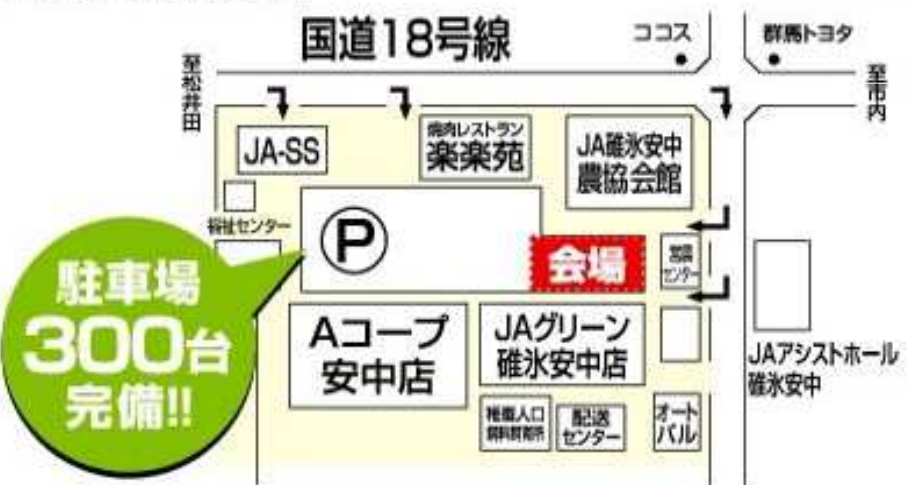 国道18号線
ココス
群馬トヨタ
至松井田
至市内
JA-SS
焼肉レストラン
楽楽苑
JA碓氷安中
農協会館
福祉センター
P
会場
営農
センター
駐車場
300台
完備!!
Aコープ
安中店
JAグリーン
碓氷安中店
JAアシストホール
碓氷安中
配送
センター
オート
パル